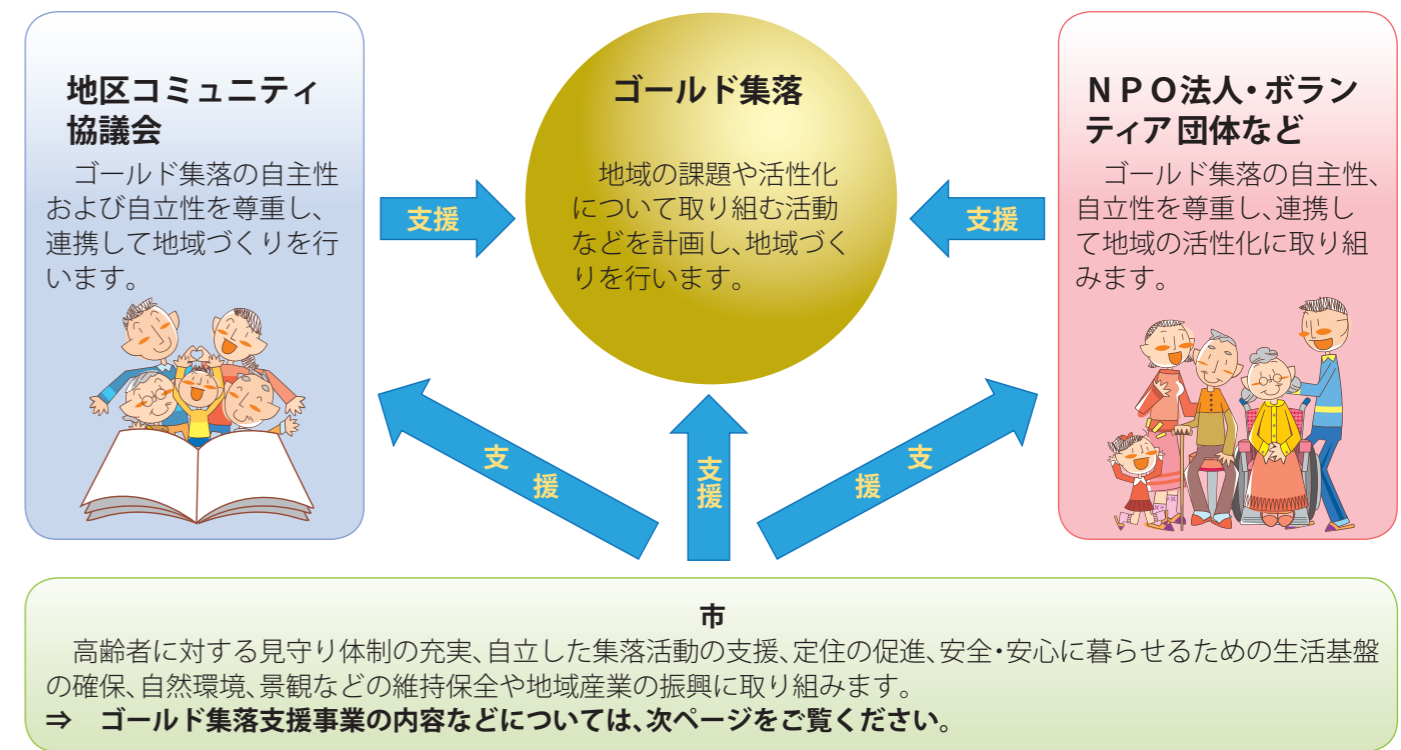 地区コミュニティ
協議会
　ゴールド集落の自主性
および自立性を尊重し、
連携して地域づくりを行
います。
支援
ゴールド集落
　地域の課題や活性化
について取り組む活動
などを計画し、地域づく
りを行います。
支援
ＮＰＯ法人・ボラン
ティア団体など
　ゴールド集落の自主性、
自立性を尊重し、連携し
て地域の活性化に取り組
みます。
支援
支援
支援
市
　高齢者に対する見守り体制の充実、自立した集落活動の支援、定住の促進、安全・安心に暮らせるための生活基盤
の確保、自然環境、景観などの維持保全や地域産業の振興に取り組みます。
⇒　ゴールド集落支援事業の内容などについては、次ページをご覧ください。